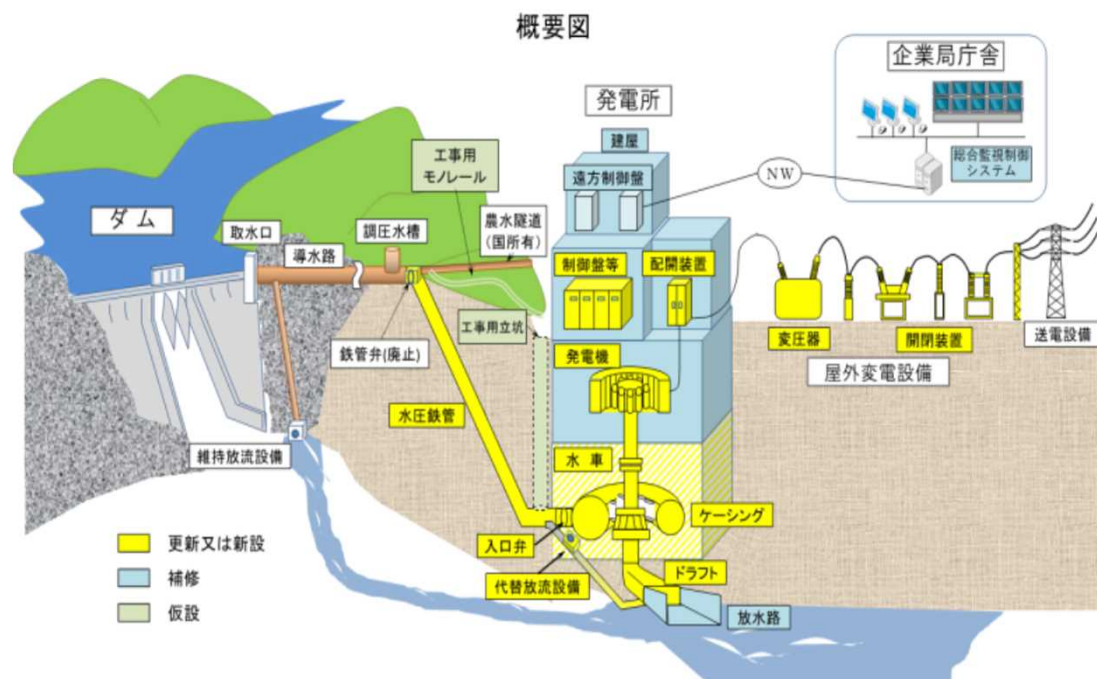 概要図
企業局庁舎
総合監視制御
システム
発電所
建屋
遠方制御盤
NW
工事用
モノレール
ダム
取水口
調圧水槽
農水隧道
(国所有)
導水路
制御盤等
配開装置
工事用立坑
鉄管弁(廃止)
発電機
変圧器
開閉装置
送電設備
屋外変電設備
水圧鉄管
維持放流設備
水車
ケーシング
入口弁
代替放流設備
ドラフト
放水路
更新又は新設
補修
仮設